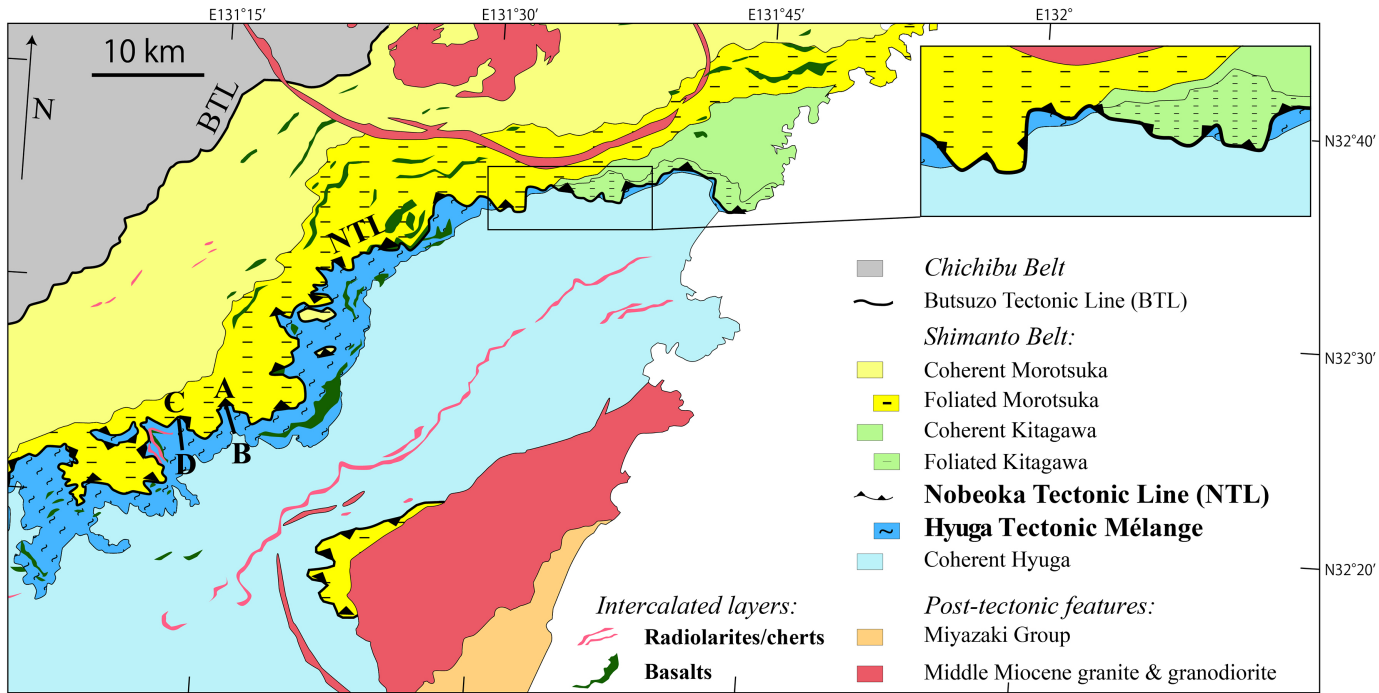 E131°15′
E131°30′
E131°45′
E132°
10 km
N
BTL
N32°40′
NTL
Chichibu Belt
Butsuzo Tectonic Line (BTL)
Shimanto Belt:
N32°30′
Coherent Morotsuka
A
Foliated Morotsuka
C
Coherent Kitagawa
B
D
Foliated Kitagawa
Nobeoka Tectonic Line (NTL)
Hyuga Tectonic Mélange
Coherent Hyuga
N32°20′
Intercalated layers:
Post-tectonic features:
Radiolarites/cherts
Miyazaki Group
Basalts
Middle Miocene granite & granodiorite